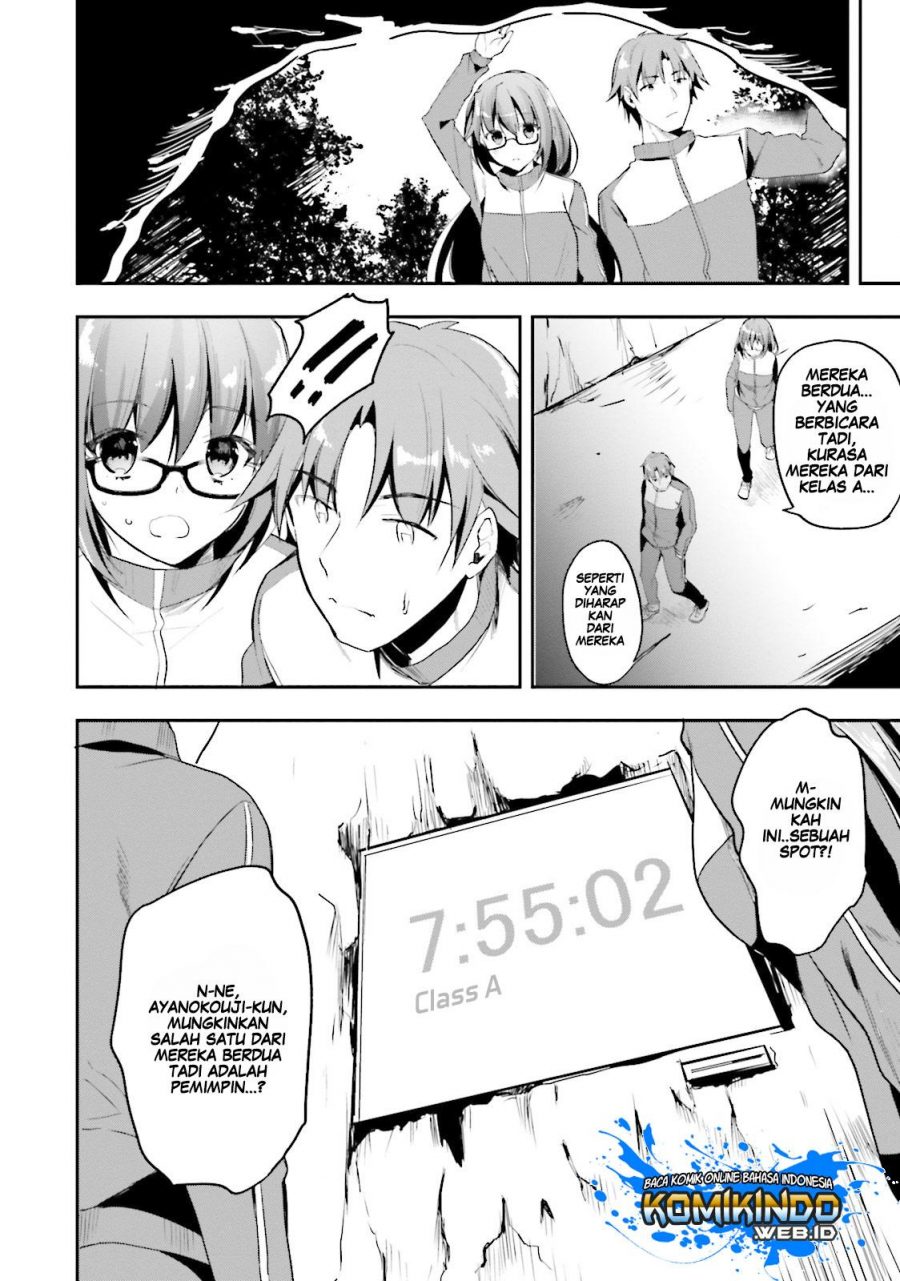 MEREKA
BERDUA...
YANG
BERBICARA
TADI,
KURASA
MEREKA DARI
KELAS A...
SEPERTI
YANG
DIHARAP
KAN
DARI
MEREKA
!!
M-
MUNGKIN
KAH
INI..SEBUAH
SPOT?!
7:55:02
Class A
N-NE,
AYANOKOUJI-KUN,
MUNGKINKAN
SALAH SATU DARI
MEREKA BERDUA
TADI ADALAH
PEMIMPIN...?
BACA KOMIK ONLINE BAHASA INDONESIA
KOMIKINDO
WEB.ID